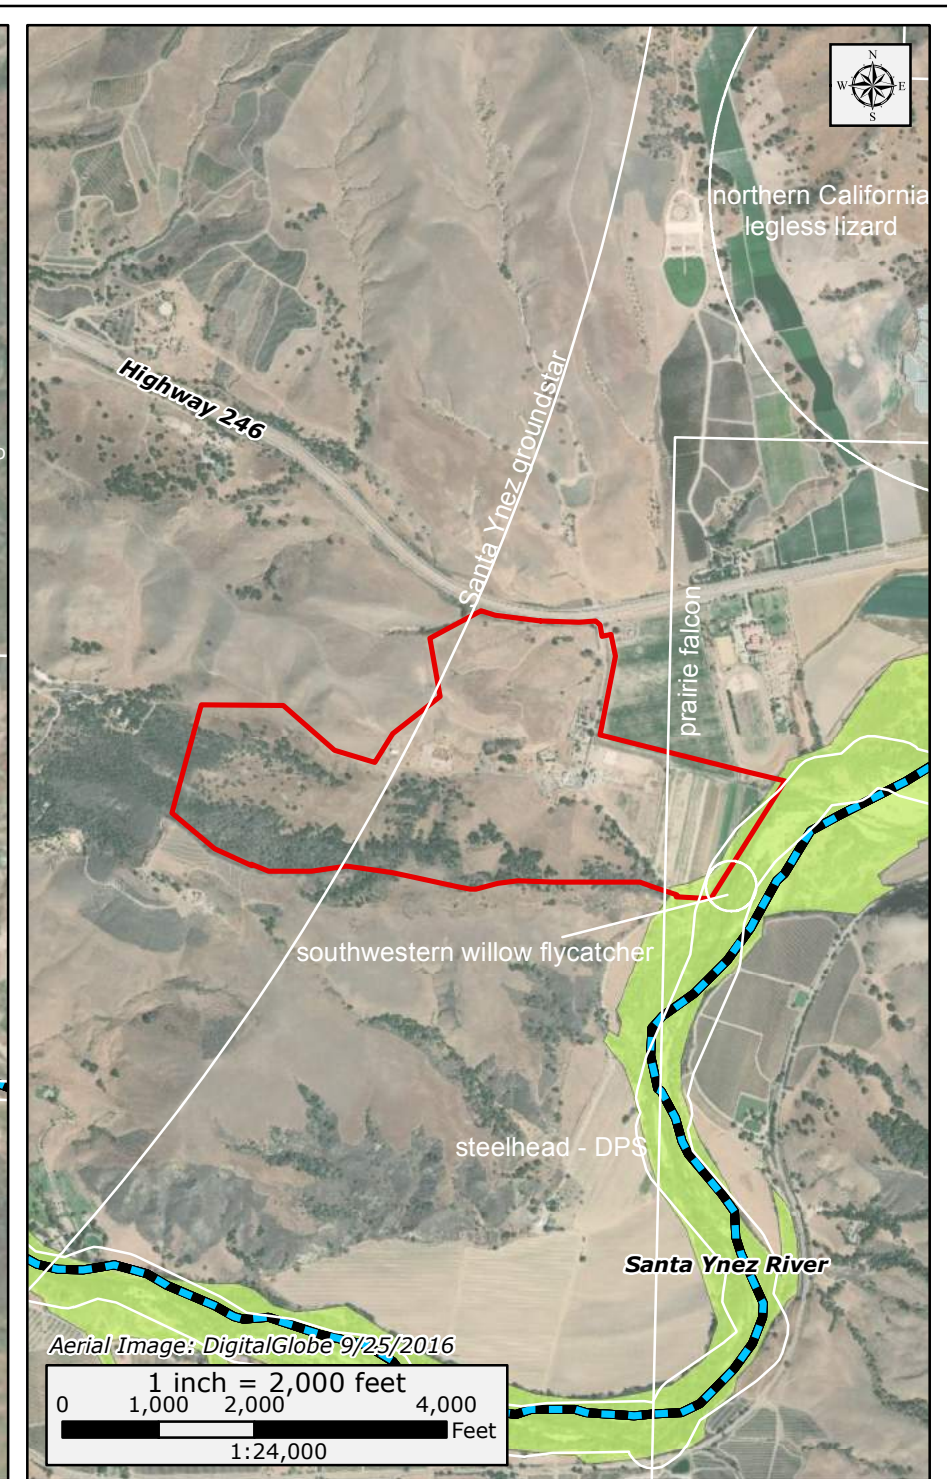 N
W E
S
northern California
legless lizard
Highway 246
Santa Ynez groundstar
prairie falcon
southwestern willow flycatcher
steelhead - DPS
Santa Ynez River
Aerial Image: DigitalGlobe 9/25/2016
1 inch = 2,000 feet
0 1,000 2,000 4,000
Feet
1:24,000